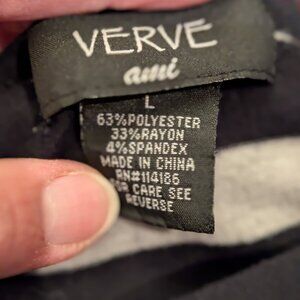 VERVE
ami
L
63%POLYESTER
33%RAYON
4%SPANDEX
MADE IN CHINA
RN#114186
FOR CARE SEE
REVERSE